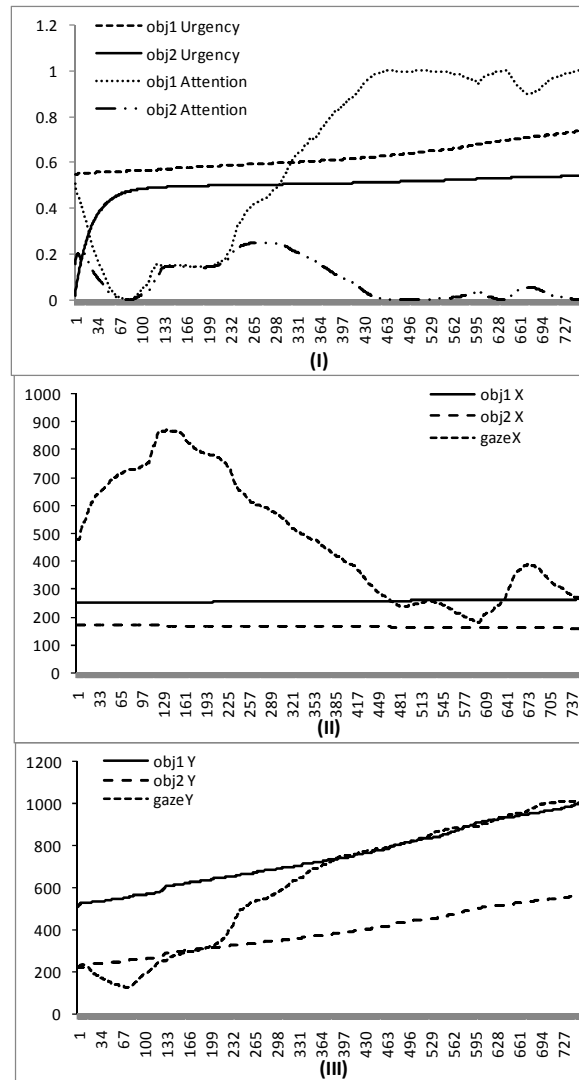 1.2
1
0.8
0.6
0.4
0.2
0
obj1 Urgency
obj2 Urgency
obj1 Attention
obj2 Attention
1 34 67 100 133 166 199 232 265 298 331 364 397 430 463 496 529 562 595 628 661 694 727
(I)
1000
900
800
700
600
500
400
300
200
100
0
obj1 X
obj2 X
gazeX
1 33 65 97 129 161 193 225 257 289 321 353 385 417 449 481 513 545 577 609 641 673 705 737
(II)
1200
1000
800
600
400
200
0
obj1 Y
obj2 Y
gazeY
1 34 67 100 133 166 199 232 265 298 331 364 397 430 463 496 529 562 595 628 661 694 727
(III)